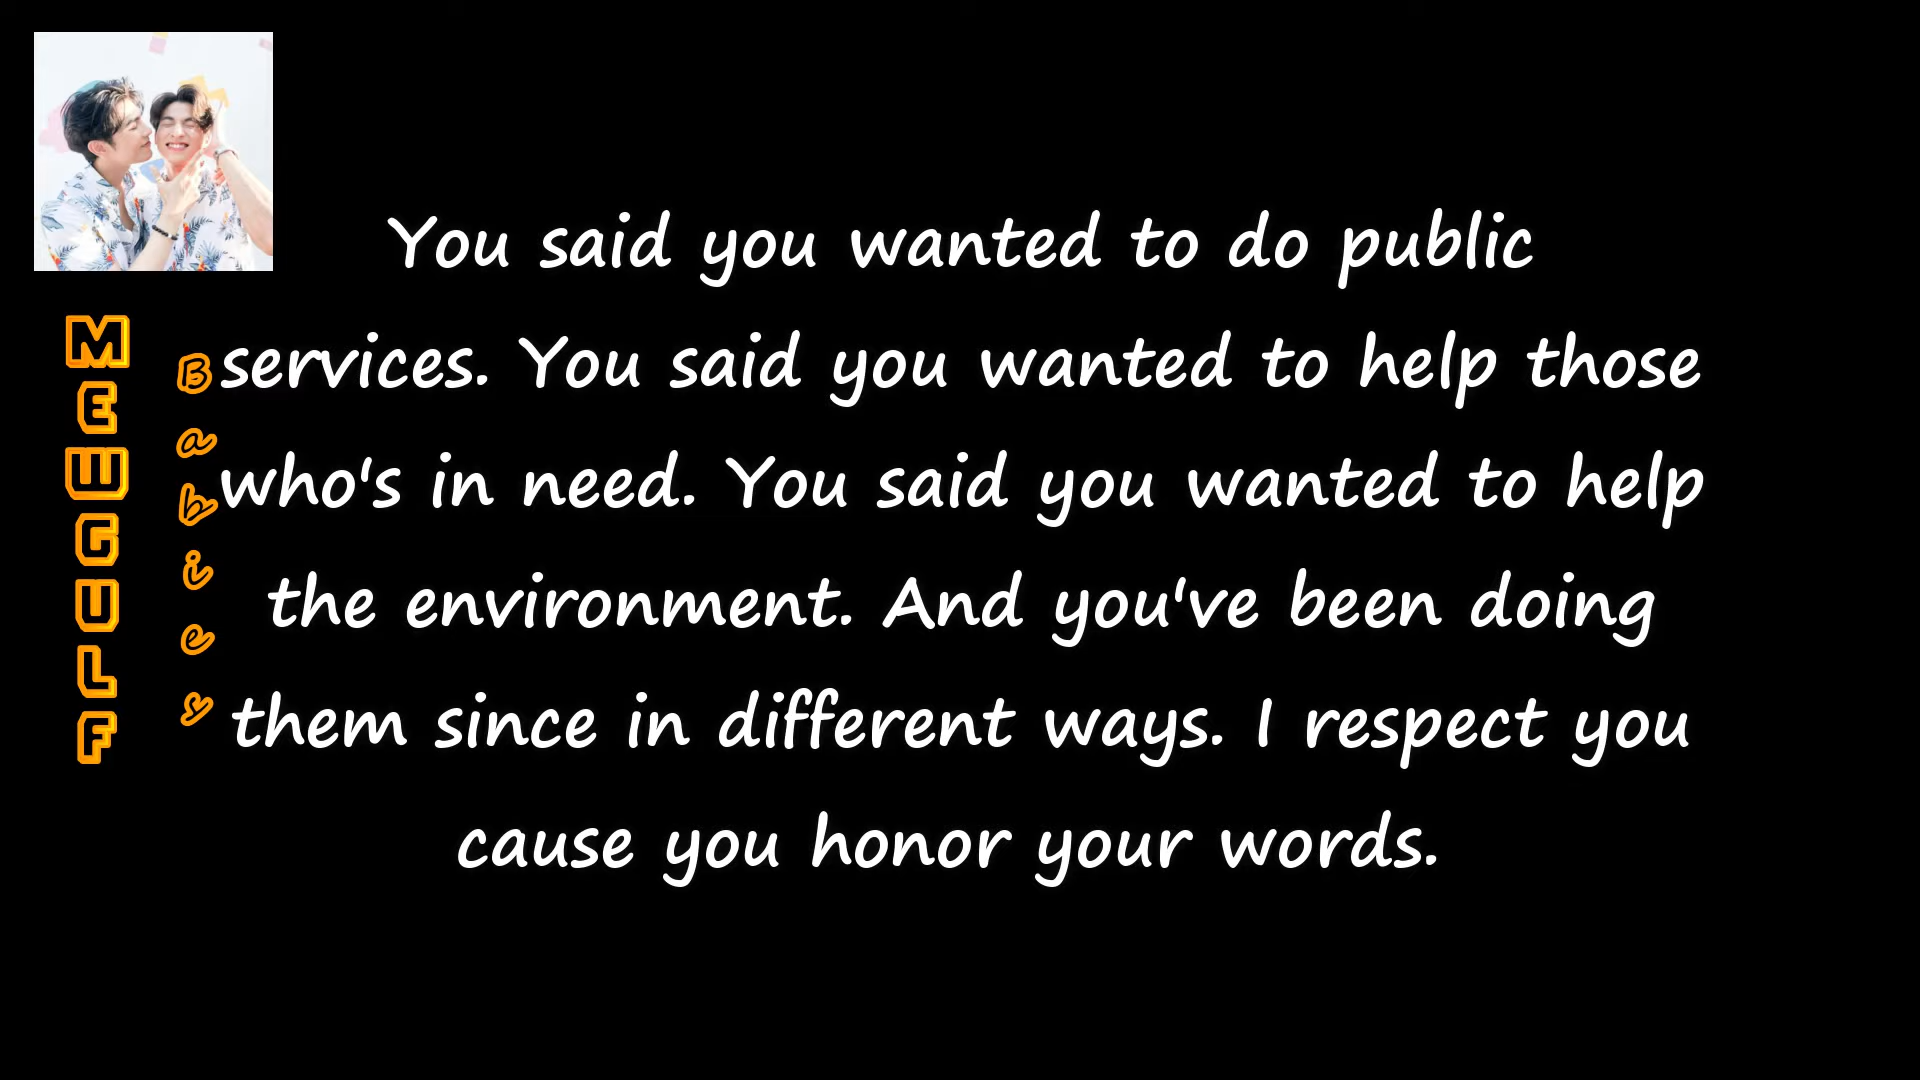 MEWGULF
Babies
You said you wanted to do public
services. You said you wanted to help those
who's in need. You said you wanted to help
the environment. And you've been doing
them since in different ways. I respect you
cause you honor your words.